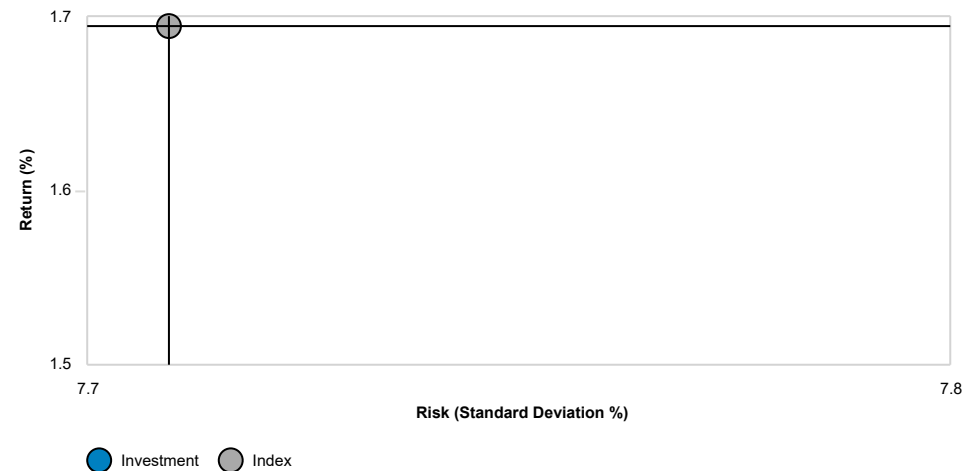 1.7
1.6
1.5
Return (%)
7.7
7.8
Risk (Standard Deviation %)
Investment
Index